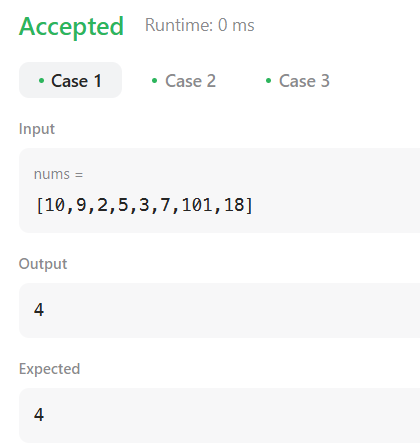 Accepted Runtime: 0 ms
Case 1 Case 2 Case 3
Input
nums =
[10,9,2,5,3,7,101,18]
Output
4
Expected
4